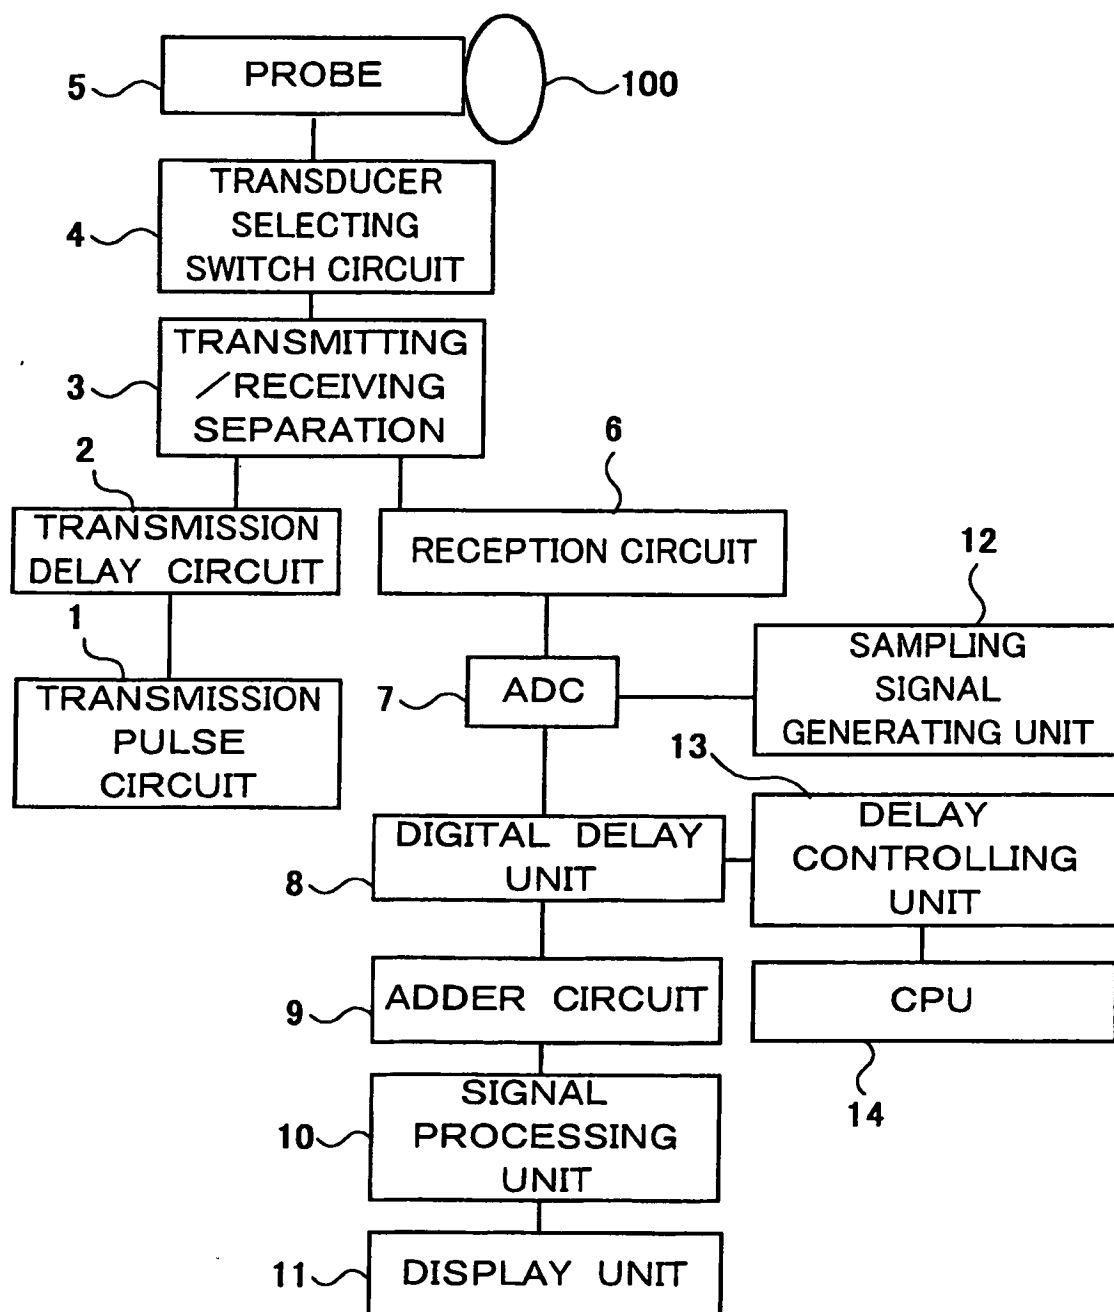 5
PROBE
100
4
TRANSDUCER
SELECTING
SWITCH CIRCUIT
3
TRANSMITTING
/RECEIVING
SEPARATION
2
TRANSMISSION
DELAY CIRCUIT
6
RECEPTION CIRCUIT
1
TRANSMISSION
PULSE
CIRCUIT
7
ADC
12
SAMPLING
SIGNAL
GENERATING UNIT
8
DIGITAL DELAY
UNIT
13
DELAY
CONTROLLING
UNIT
9
ADDER CIRCUIT
CPU
14
10
SIGNAL
PROCESSING
UNIT
11
DISPLAY UNIT